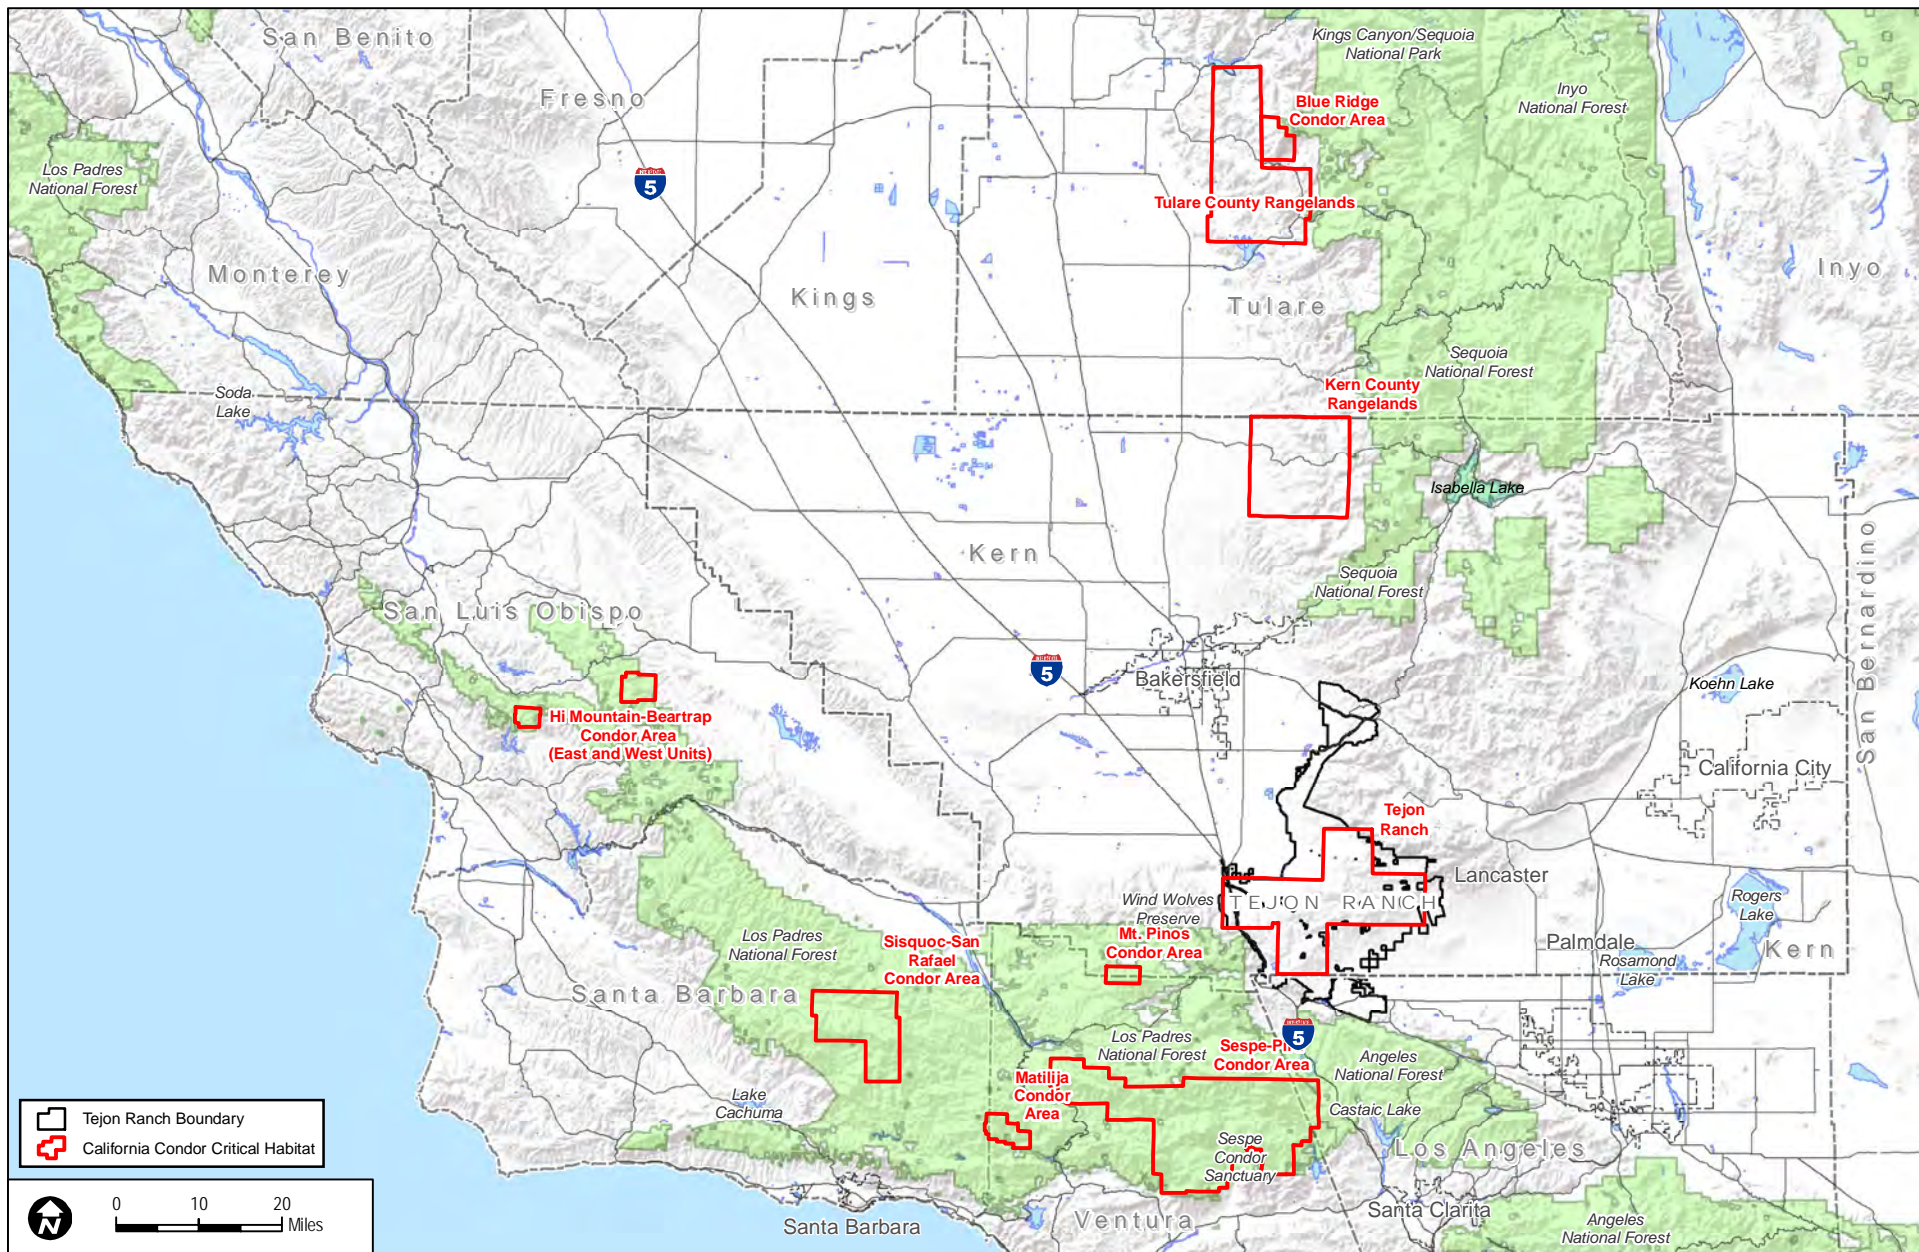 San Benito
Fresno
Kings Canyon/Sequoia
National Park
Inyo
National Forest
Blue Ridge
Condor Area
Los Padres
National Forest
5
Tulare County Rangelands
Monterey
Kings
Tulare
Inyo
Soda
Lake
Sequoia
National Forest
Kern County
Rangelands
Isabella Lake
Kern
San Bernardino
Sequoia
National Forest
San Luis Obispo
5
Bakersfield
Koehn Lake
Hi Mountain-Beartrap
Condor Area
(East and West Units)
California City
Tejon
Ranch
Lancaster
TEJON RANCH
Wind Wolves
Preserve
Rogers
Lake
Los Padres
National Forest
Sisquoc-San
Rafael
Condor Area
Mt. Pinos
Condor Area
Palmdale
Rosamond
Lake
Kern
Santa Barbara
5
Los Padres
National Forest
Sespe-Pi
Condor Area
Angeles
National Forest
Matilija
Condor
Area
Lake
Cachuma
Castaic Lake
Sespe
Condor
Sanctuary
Los Angeles
Tejon Ranch Boundary
California Condor Critical Habitat
N
0 10 20
Miles
Santa Barbara
Ventura
Santa Clarita
Angeles
National Forest